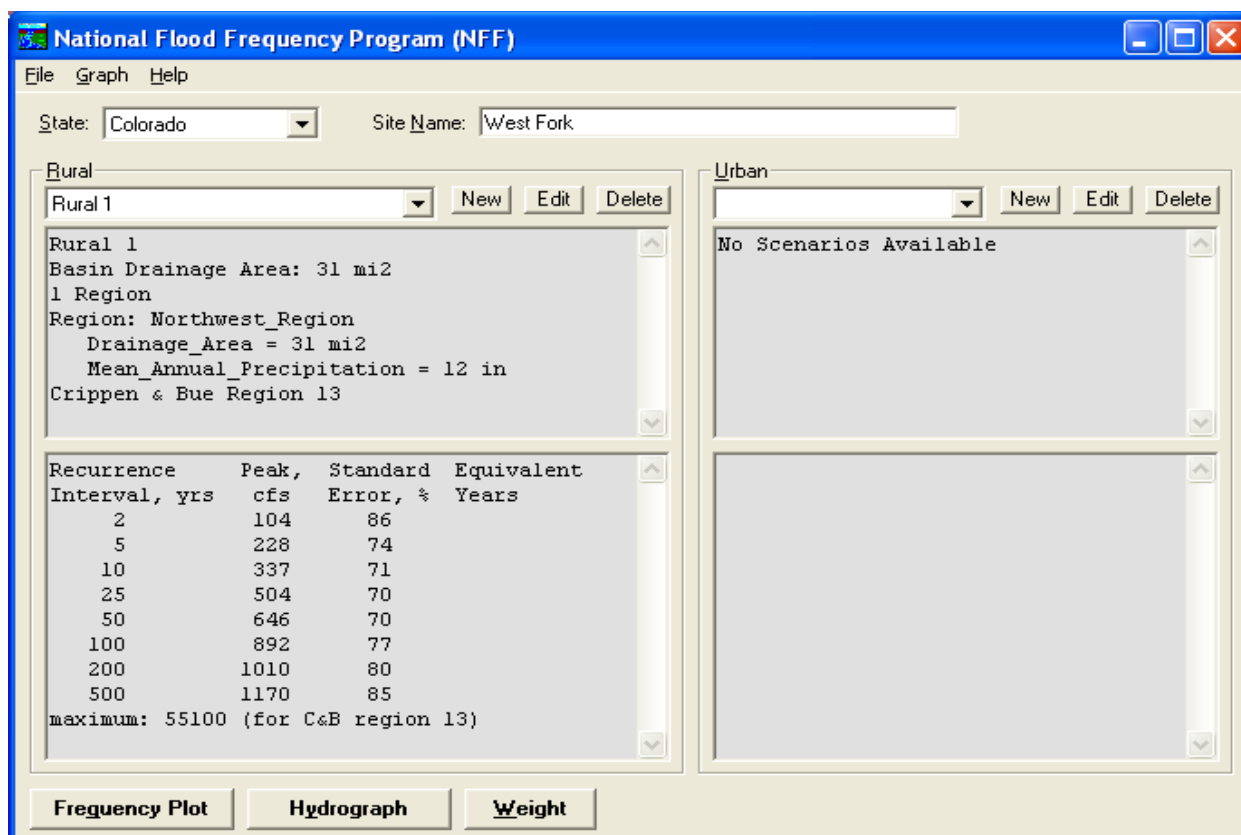 National Flood Frequency Program (NFF)
File Graph Help
State: Colorado Site Name: West Fork
Rural
Rural 1 New Edit Delete
Rural 1
Basin Drainage Area: 31 mi2
1 Region
Region: Northwest_Region
Drainage_Area = 31 mi2
Mean_Annual_Precipitation = 12 in
Crippen & Bue Region 13
Recurrence Peak, Standard Equivalent
Interval, yrs cfs Error, % Years
2 104 86
5 228 74
10 337 71
25 504 70
50 646 70
100 892 77
200 1010 80
500 1170 85
maximum: 55100 (for C&B region 13)
Urban
New Edit Delete
No Scenarios Available
Frequency Plot Hydrograph Weight